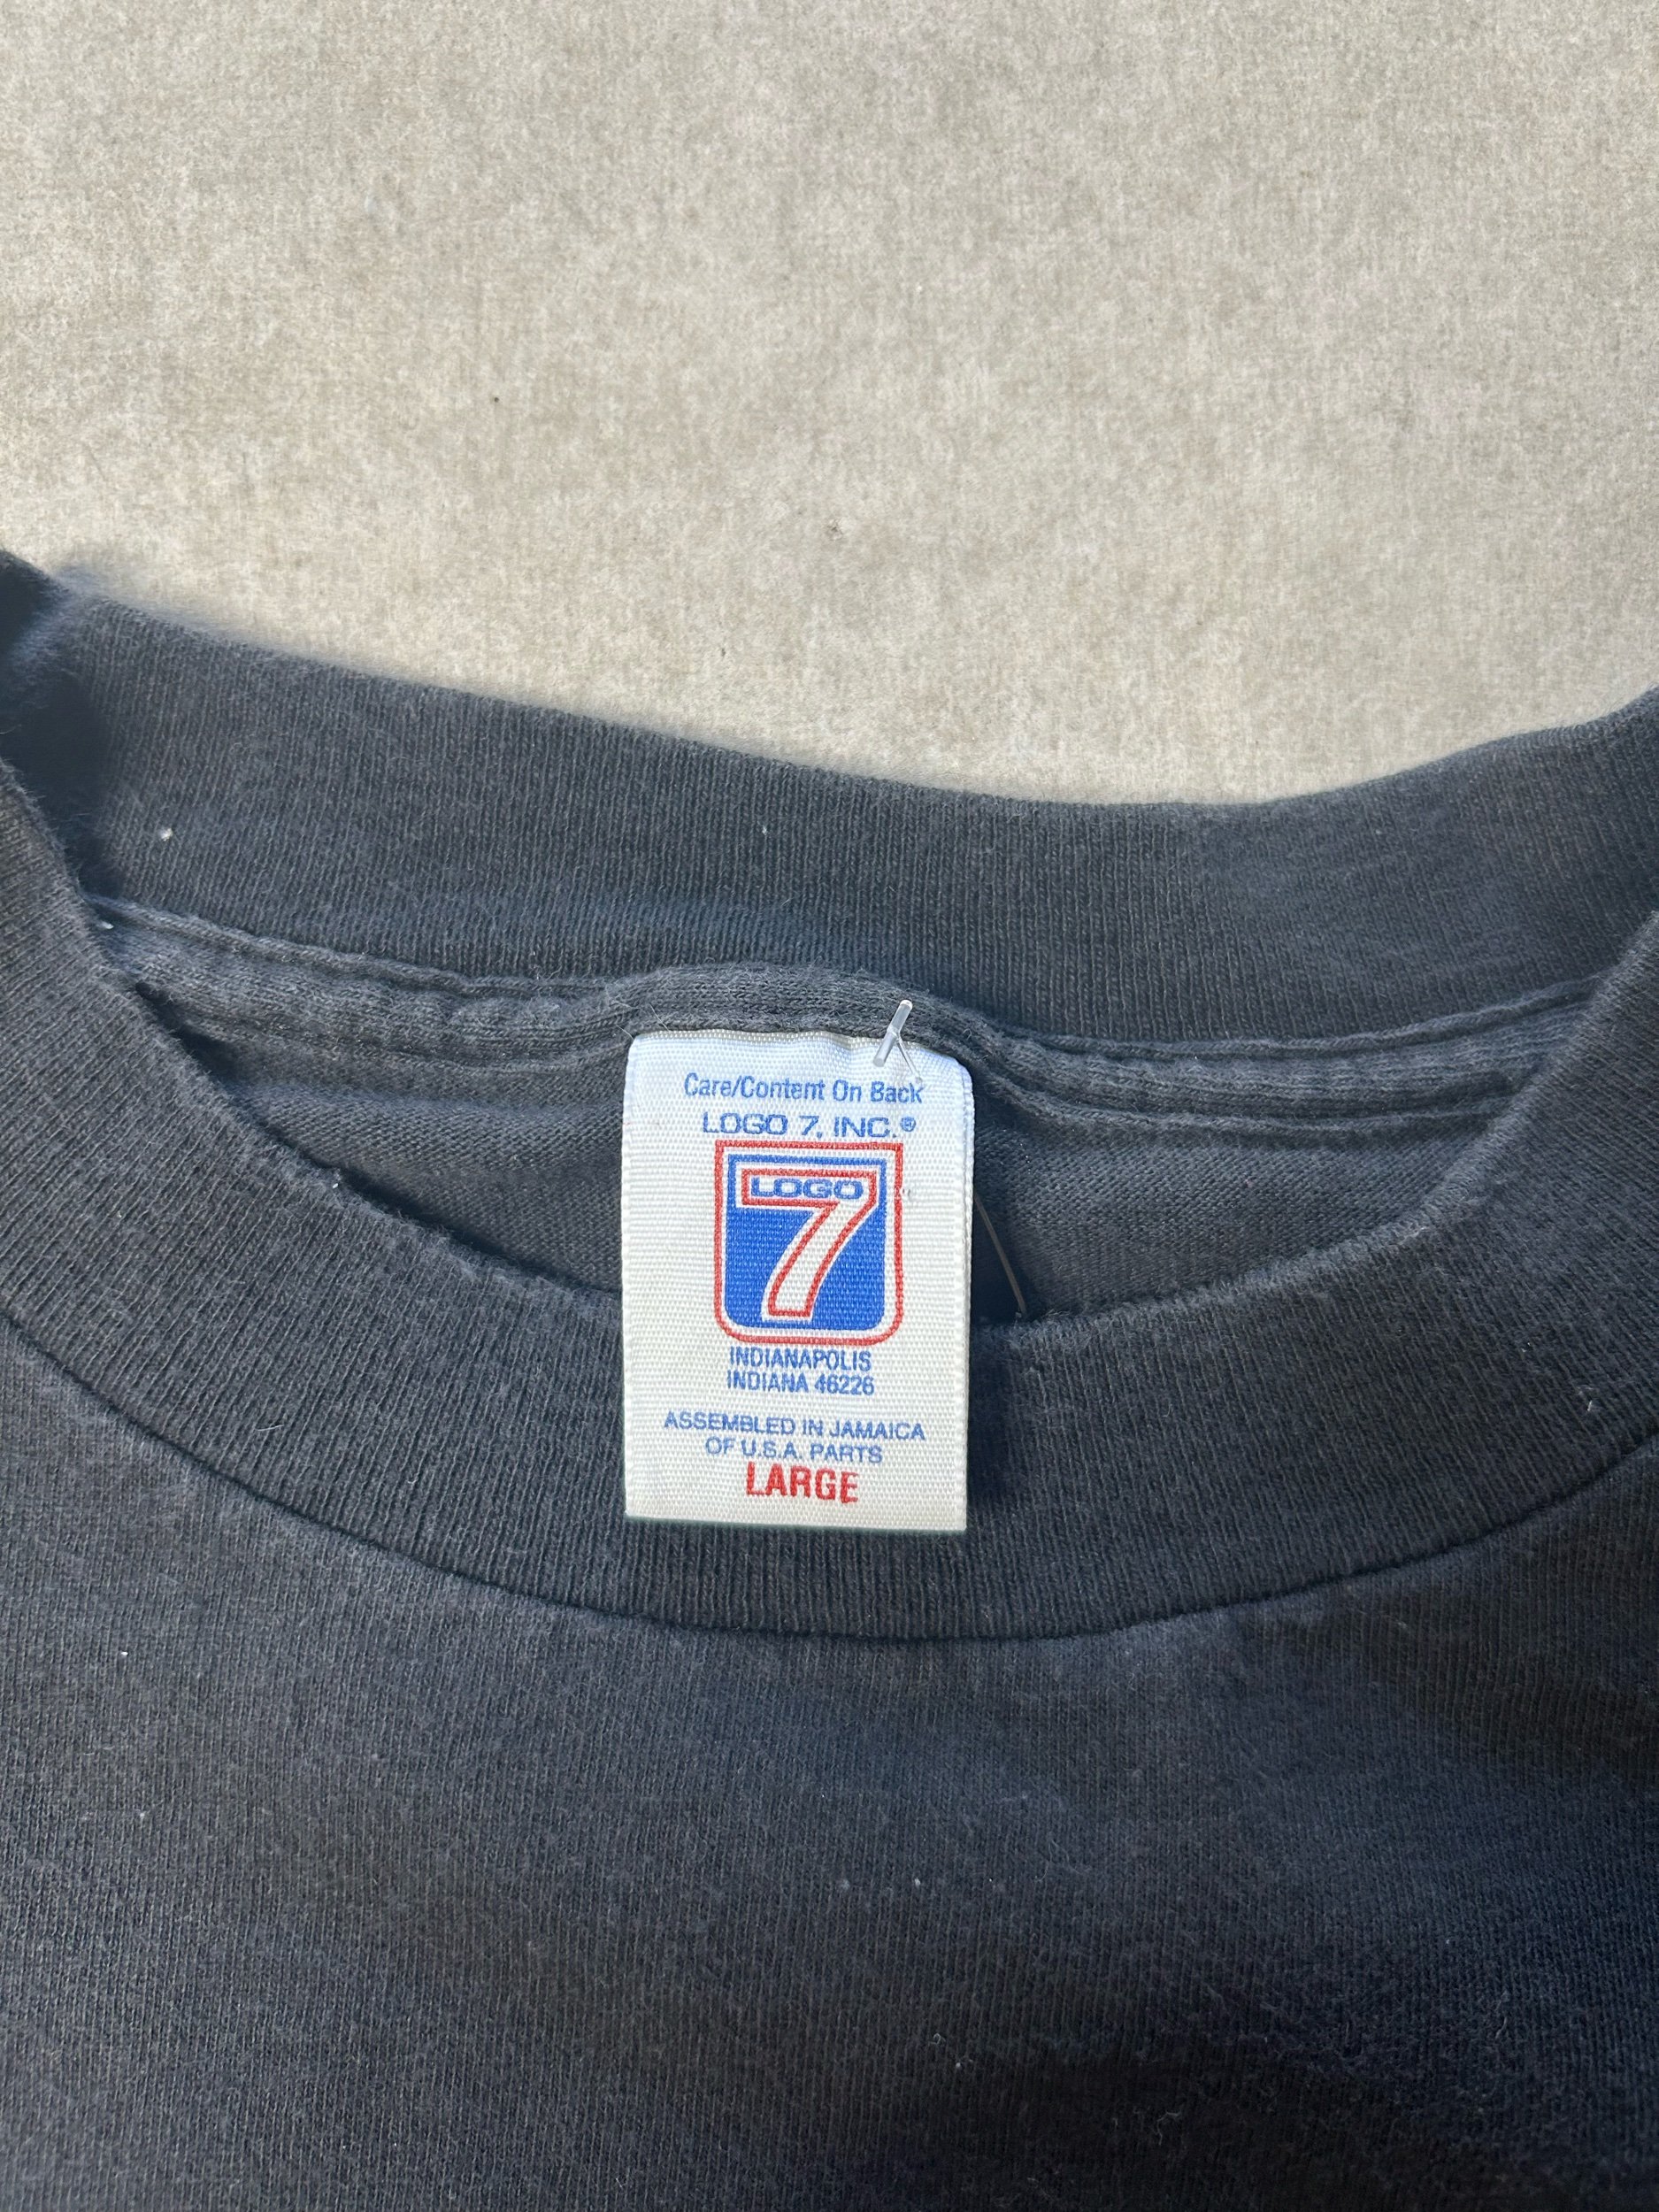 Care/Content On Back
LOGO 7, INC.®
LOGO
7
INDIANAPOLIS
INDIANA 46226
ASSEMBLED IN JAMAICA
OF U.S.A. PARTS
LARGE